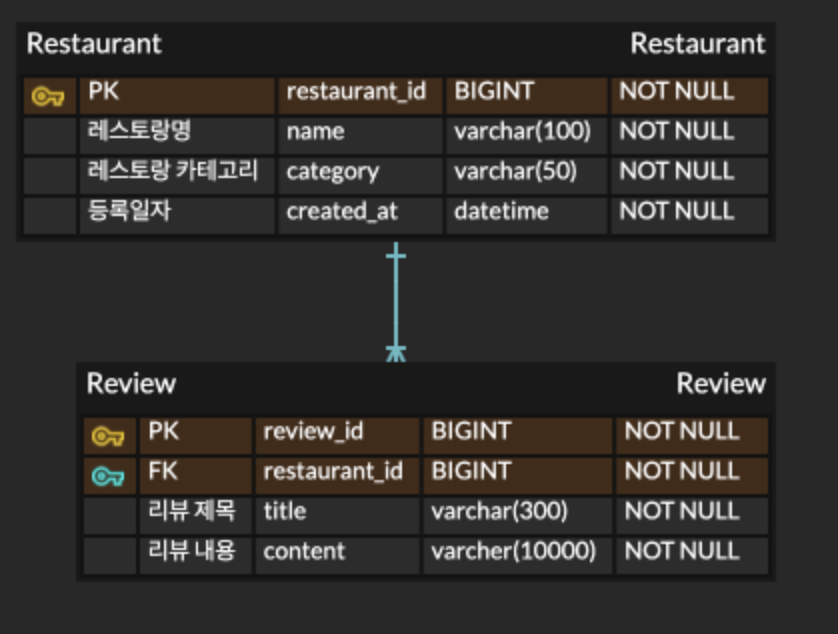 Restaurant Restaurant
PK restaurant_id BIGINT NOT NULL
레스토랑명 name varchar(100) NOT NULL
레스토랑 카테고리 category varchar(50) NOT NULL
등록일자 created_at datetime NOT NULL
Review Review
PK review_id BIGINT NOT NULL
FK restaurant_id BIGINT NOT NULL
리뷰 제목 title varchar(300) NOT NULL
리뷰 내용 content varcher(10000) NOT NULL